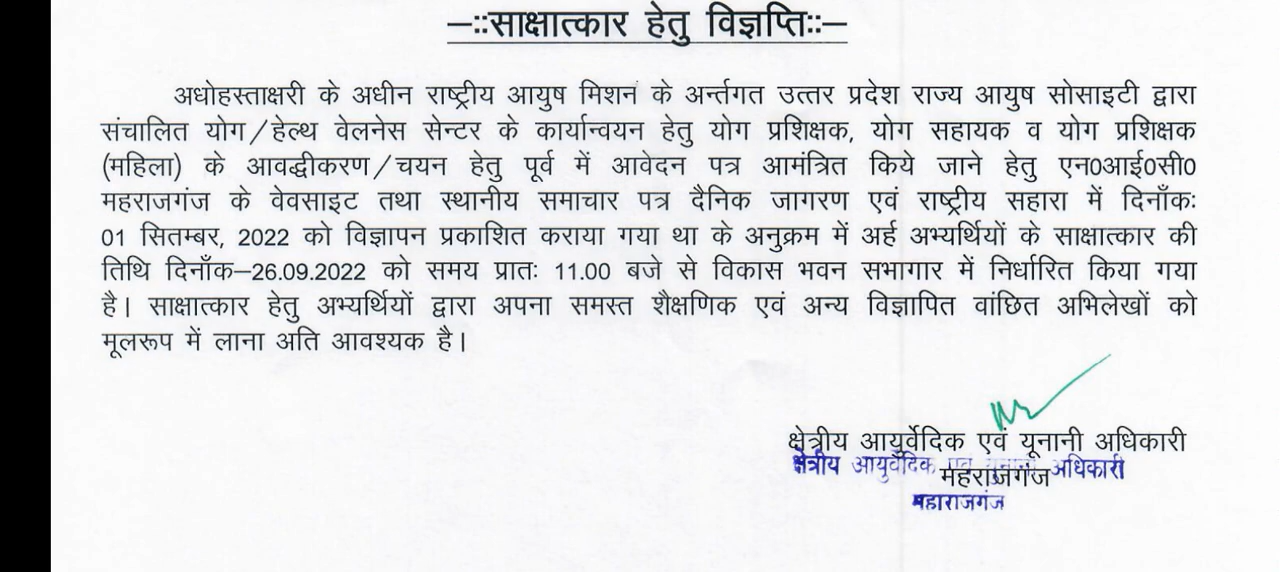 —::साक्षात्कार हेतु विज्ञप्ति::—
अधोहस्ताक्षरी के अधीन राष्ट्रीय आयुष मिशन के अर्न्तगत उत्तर प्रदेश राज्य आयुष सोसाइटी द्वारा
संचालित योग/हेल्थ वेलनेस सेन्टर के कार्यान्वयन हेतु योग प्रशिक्षक, योग सहायक व योग प्रशिक्षक
(महिला) के आवद्धीकरण/चयन हेतु पूर्व में आवेदन पत्र आमंत्रित किये जाने हेतु एन0आई0सी0
महराजगंज के वेवसाइट तथा स्थानीय समाचार पत्र दैनिक जागरण एवं राष्ट्रीय सहारा में दिनाँकः
01 सितम्बर, 2022 को विज्ञापन प्रकाशित कराया गया था के अनुक्रम में अर्ह अभ्यर्थियों के साक्षात्कार की
तिथि दिनाँक–26.09.2022 को समय प्रातः 11.00 बजे से विकास भवन सभागार में निर्धारित किया गया
है। साक्षात्कार हेतु अभ्यर्थियों द्वारा अपना समस्त शैक्षणिक एवं अन्य विज्ञापित वांछित अभिलेखों को
मूलरूप में लाना अति आवश्यक है।
क्षेत्रीय आयुर्वेदिक एवं यूनानी अधिकारी
क्षेत्रीय आयुर्वेदिक एवं यूनानी अधिकारी
महराजगंज
महाराजगंज